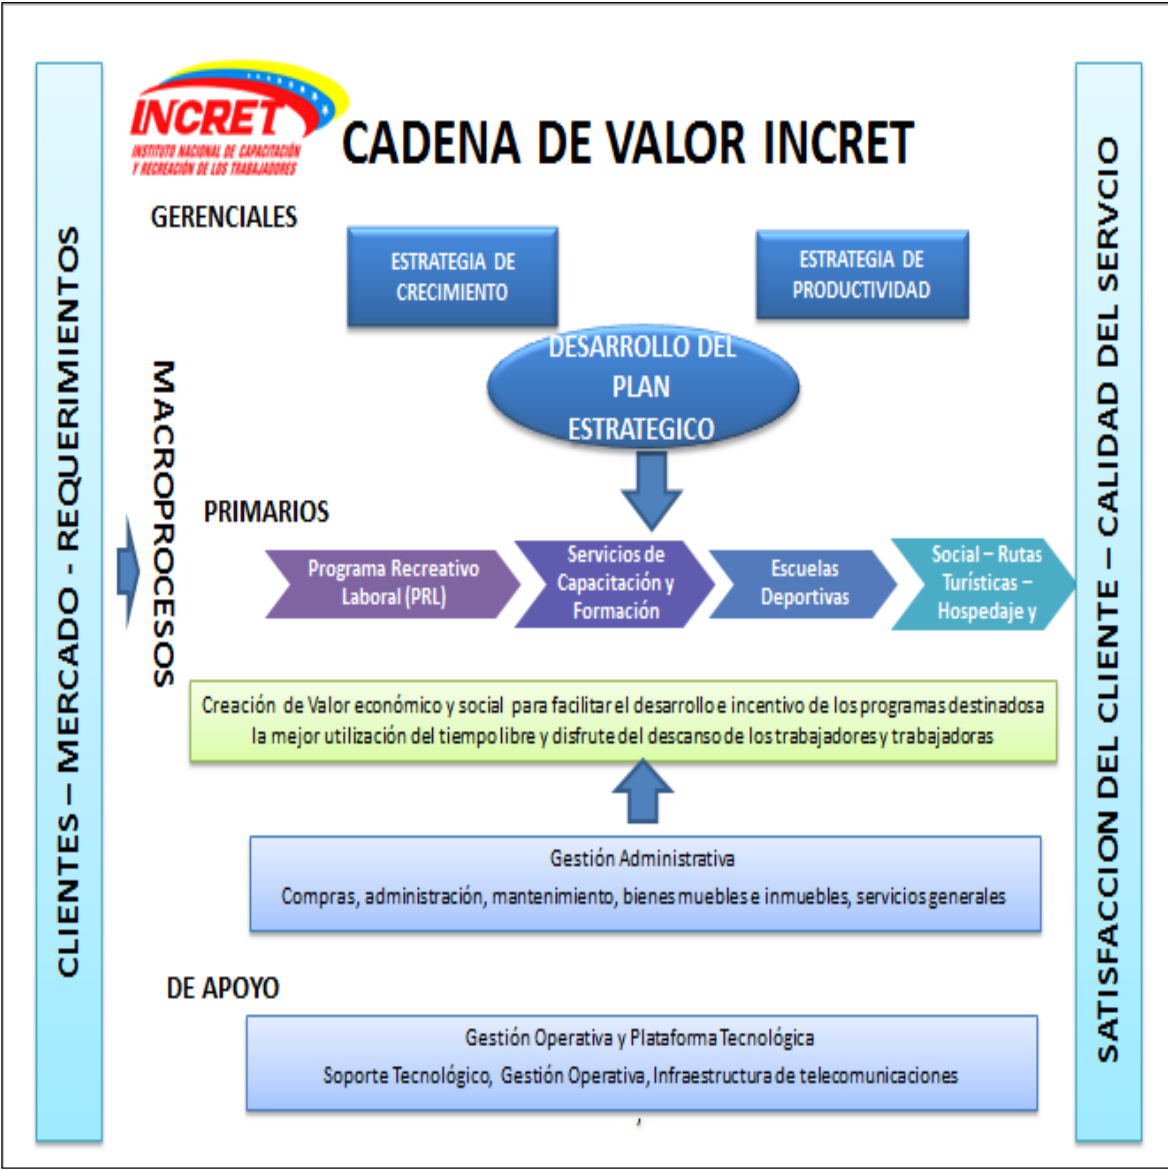 INCRET
INSTITUTO NACIONAL DE CAPACITACIÓN
Y RECREACIÓN DE LOS TRABAJADORES
CADENA DE VALOR INCRET
CLIENTES – MERCADO - REQUERIMIENTOS
MACROPROCESOS
GERENCIALES
ESTRATEGIA DE
CRECIMIENTO
ESTRATEGIA DE
PRODUCTIVIDAD
DESARROLLO DEL
PLAN
ESTRATEGICO
PRIMARIOS
Programa Recreativo
Laboral (PRL)
Servicios de
Capacitación y
Formación
Escuelas
Deportivas
Social – Rutas
Turísticas –
Hospedaje y
Creación de Valor económico y social para facilitar el desarrollo e incentivo de los programas destinadosa
la mejor utilización del tiempo libre y disfrute del descanso de los trabajadores y trabajadoras
Gestión Administrativa
Compras, administración, mantenimiento, bienes muebles e inmuebles, servicios generales
DE APOYO
Gestión Operativa y Plataforma Tecnológica
Soporte Tecnológico, Gestión Operativa, Infraestructura de telecomunicaciones
,
SATISFACCION DEL CLIENTE – CALIDAD DEL SERVCIO